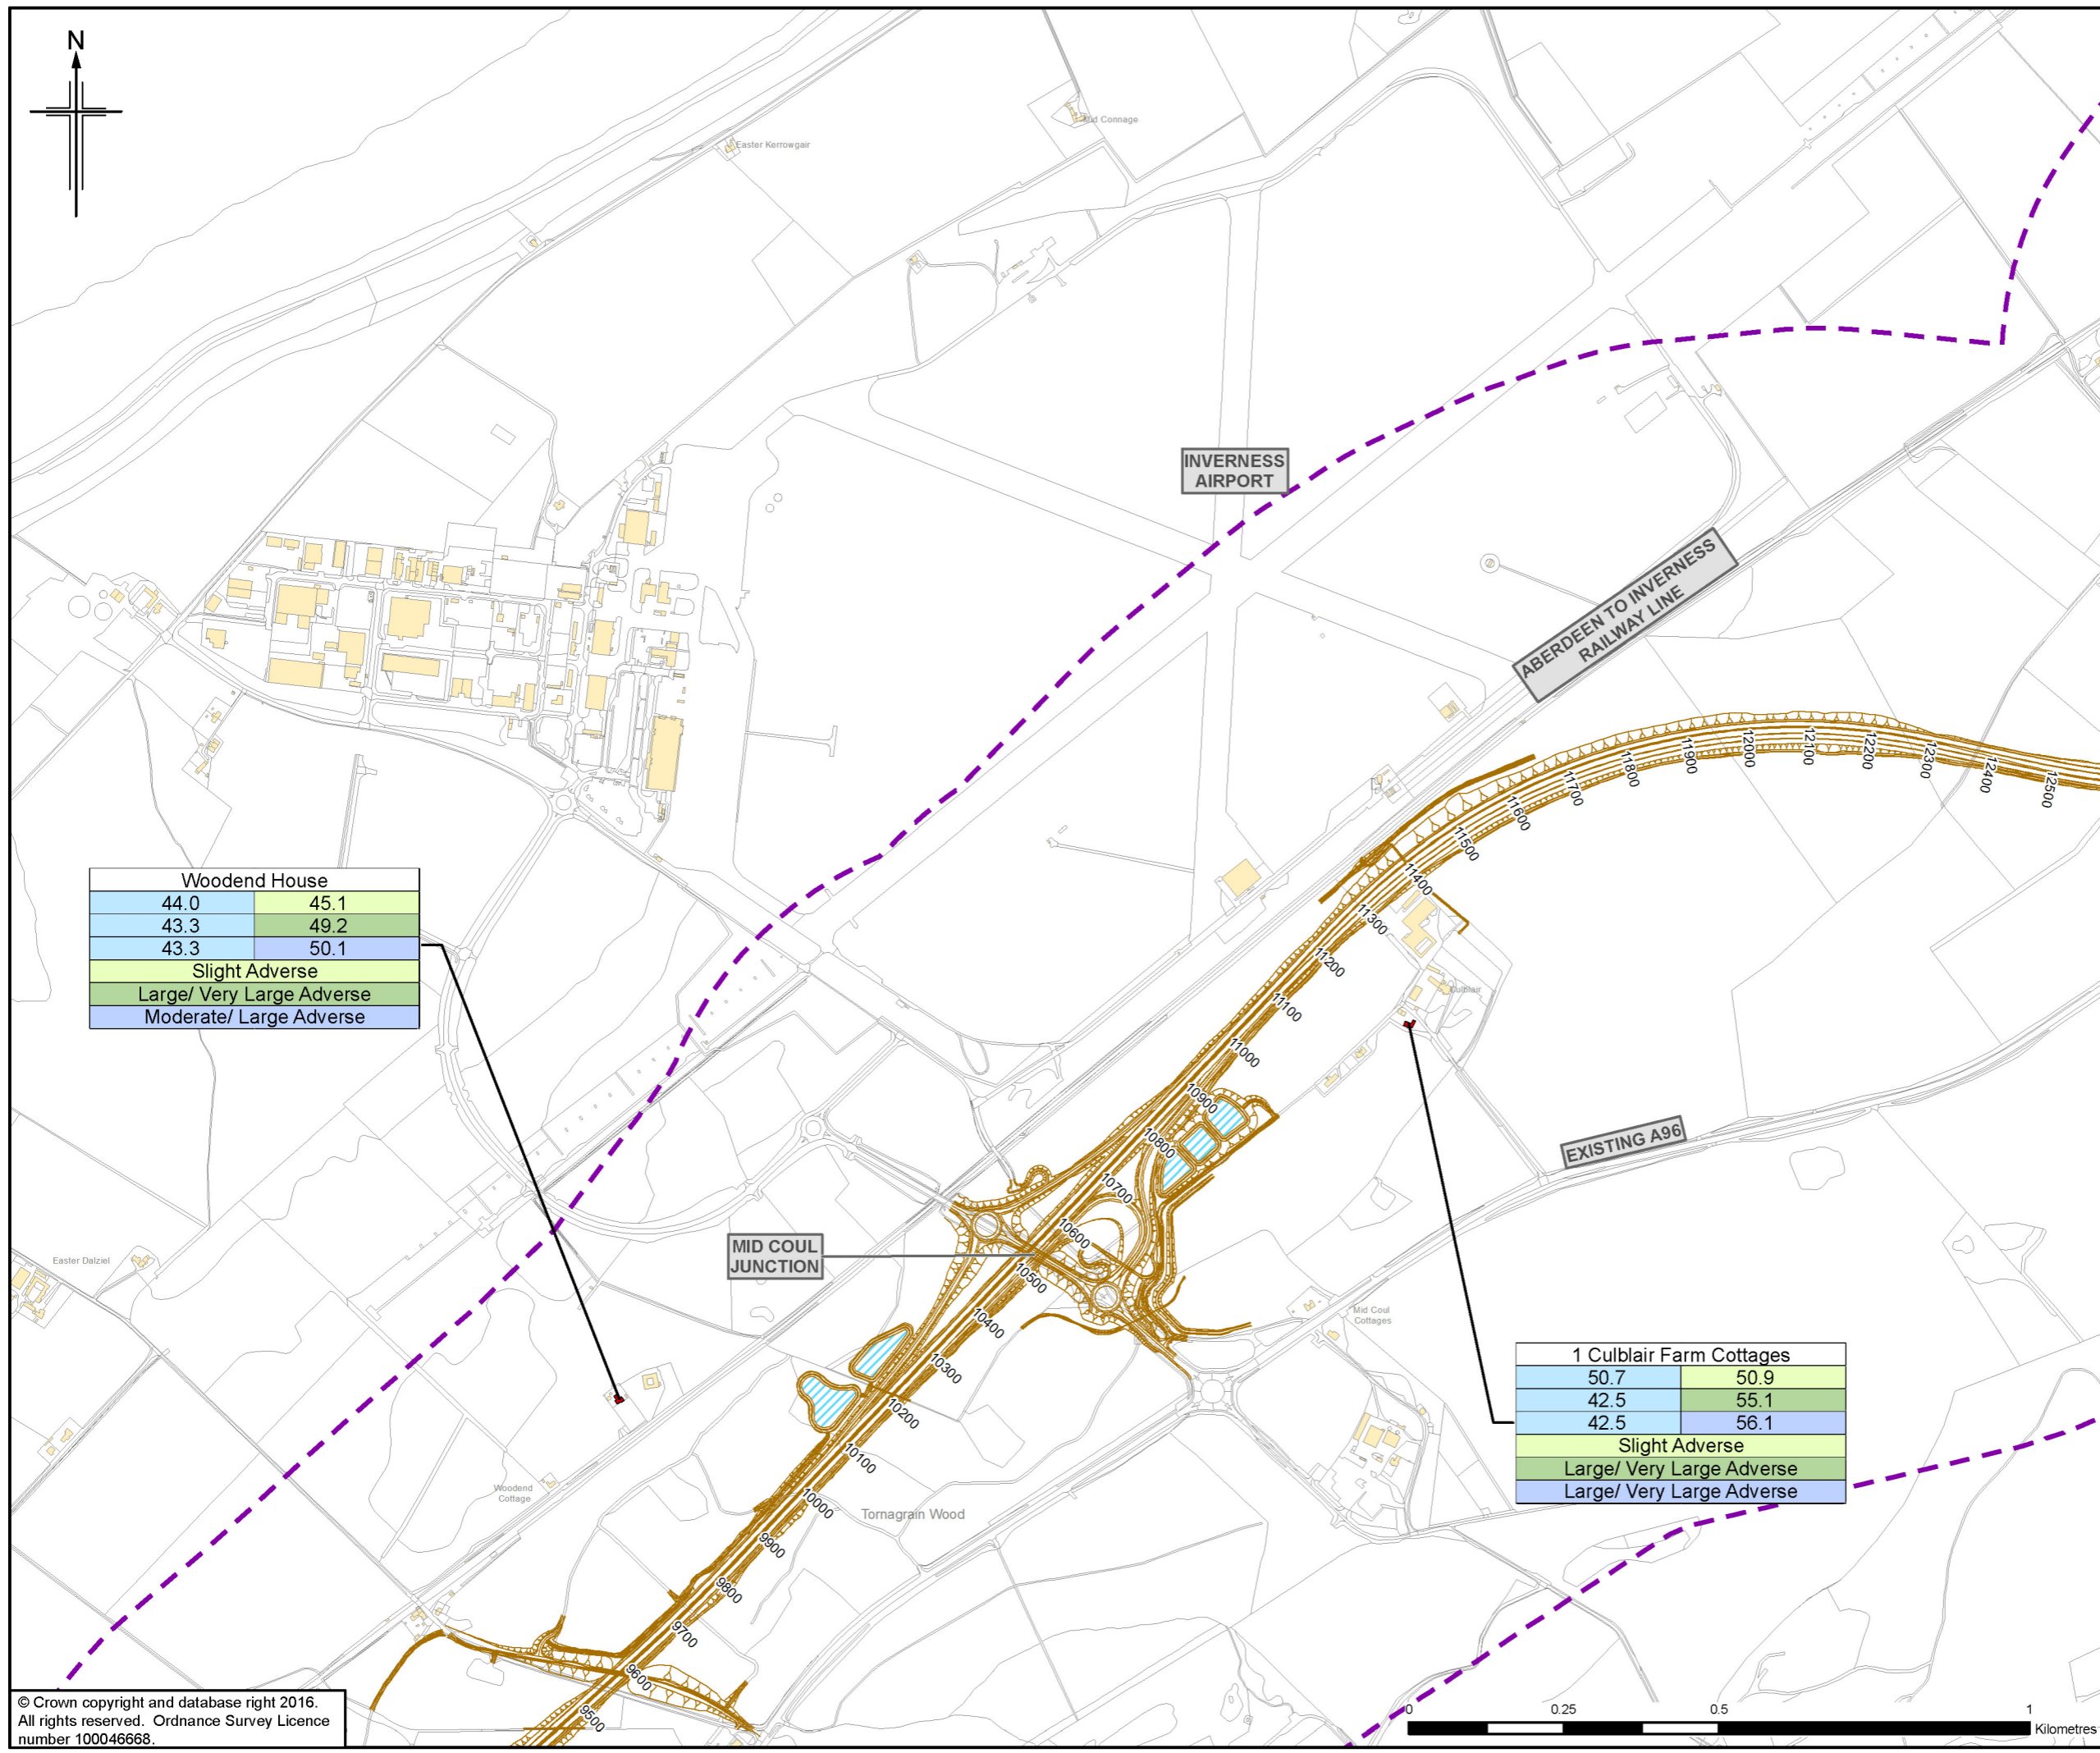 N
Mid Connage
Easter Kerrowgair
INVERNESS
AIRPORT
ABERDEEN TO INVERNESS
RAILWAY LINE
12000
12100
12200
12300
12400
12500
11900
11800
11700
11600
11500
11400
11300
11200
11100
11000
10900
10800
10700
10600
10500
10400
10300
10200
10100
10000
9900
9800
9700
9600
9500
Woodend House
44.0 45.1
43.3 49.2
43.3 50.1
Slight Adverse
Large/ Very Large Adverse
Moderate/ Large Adverse
Culblair
EXISTING A96
MID COUL
JUNCTION
Easter Dalziel
Mid Coul
Cottages
1 Culblair Farm Cottages
50.7 50.9
42.5 55.1
42.5 56.1
Slight Adverse
Large/ Very Large Adverse
Large/ Very Large Adverse
Woodend
Cottage
Tornagrain Wood
© Crown copyright and database right 2016.
All rights reserved. Ordnance Survey Licence
number 100046668.
0 0.25 0.5 1
Kilometres